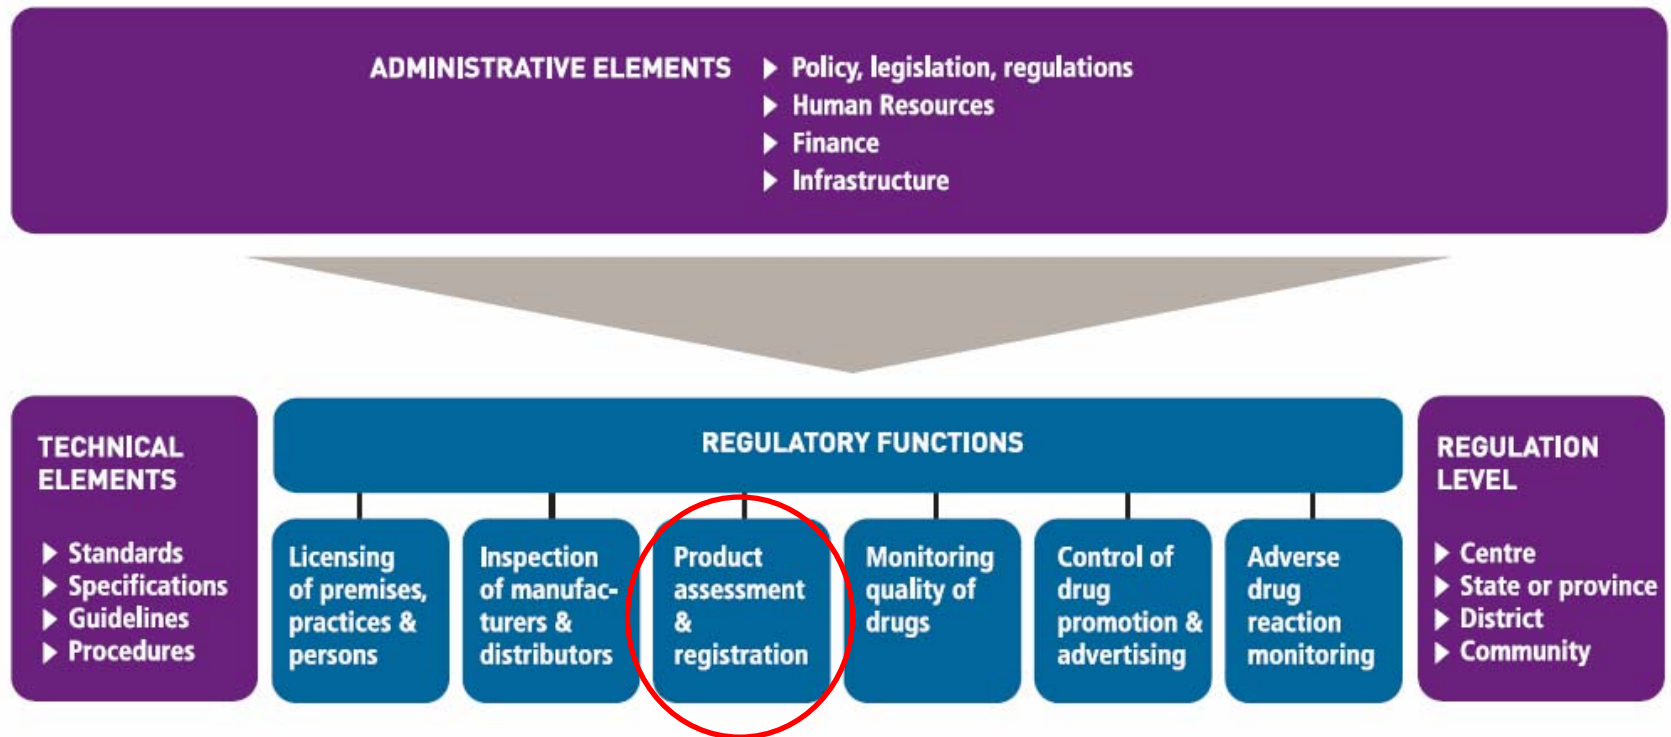 ADMINISTRATIVE ELEMENTS
▶ Policy, legislation, regulations
▶ Human Resources
▶ Finance
▶ Infrastructure
TECHNICAL
ELEMENTS
▶ Standards
▶ Specifications
▶ Guidelines
▶ Procedures
REGULATORY FUNCTIONS
Licensing
of premises,
practices &
persons
Inspection
of manufac-
turers &
distributors
Product
assessment
&
registration
Monitoring
quality of
drugs
Control of
drug
promotion &
advertising
Adverse
drug
reaction
monitoring
REGULATION
LEVEL
▶ Centre
▶ State or province
▶ District
▶ Community